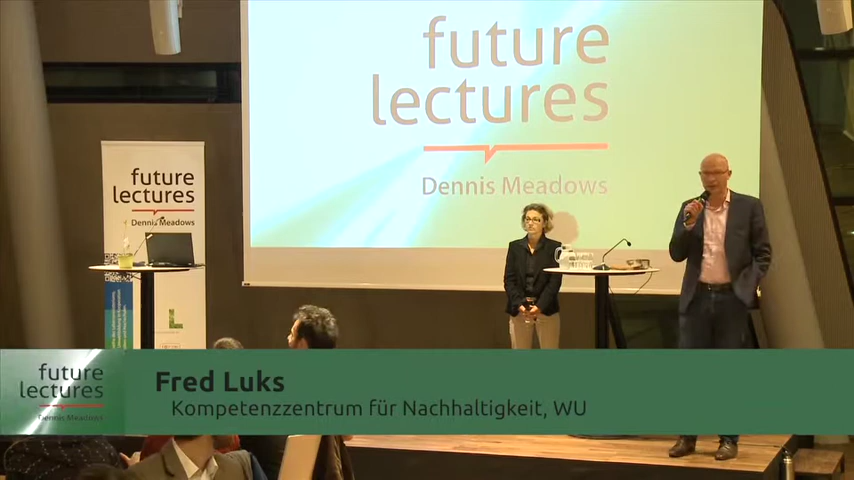 future
lectures
Dennis Meadows
future
lectures
Dennis Meadows
future
lectures
Dennis Meadows
Fred Luks
Kompetenzzentrum für Nachhaltigkeit, WU